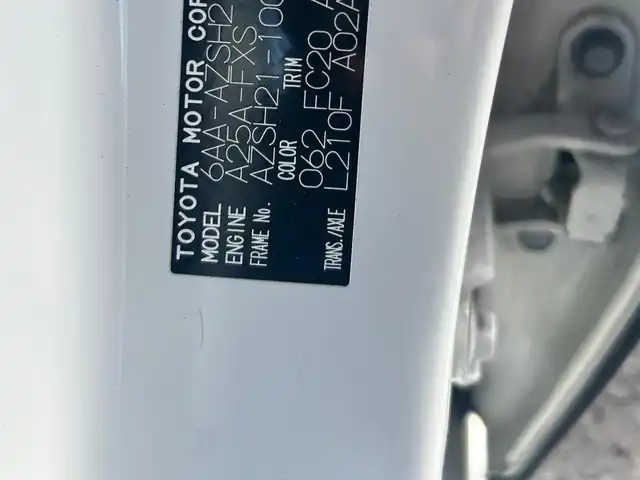 TOYOTA MOTOR COR
MODEL 6AA-AZSH2
ENGINE A25A-FXS
FRAME No. AZSH21-100
COLOR TRIM
062 FC20 A
TRANS./AXLE L210F A02A